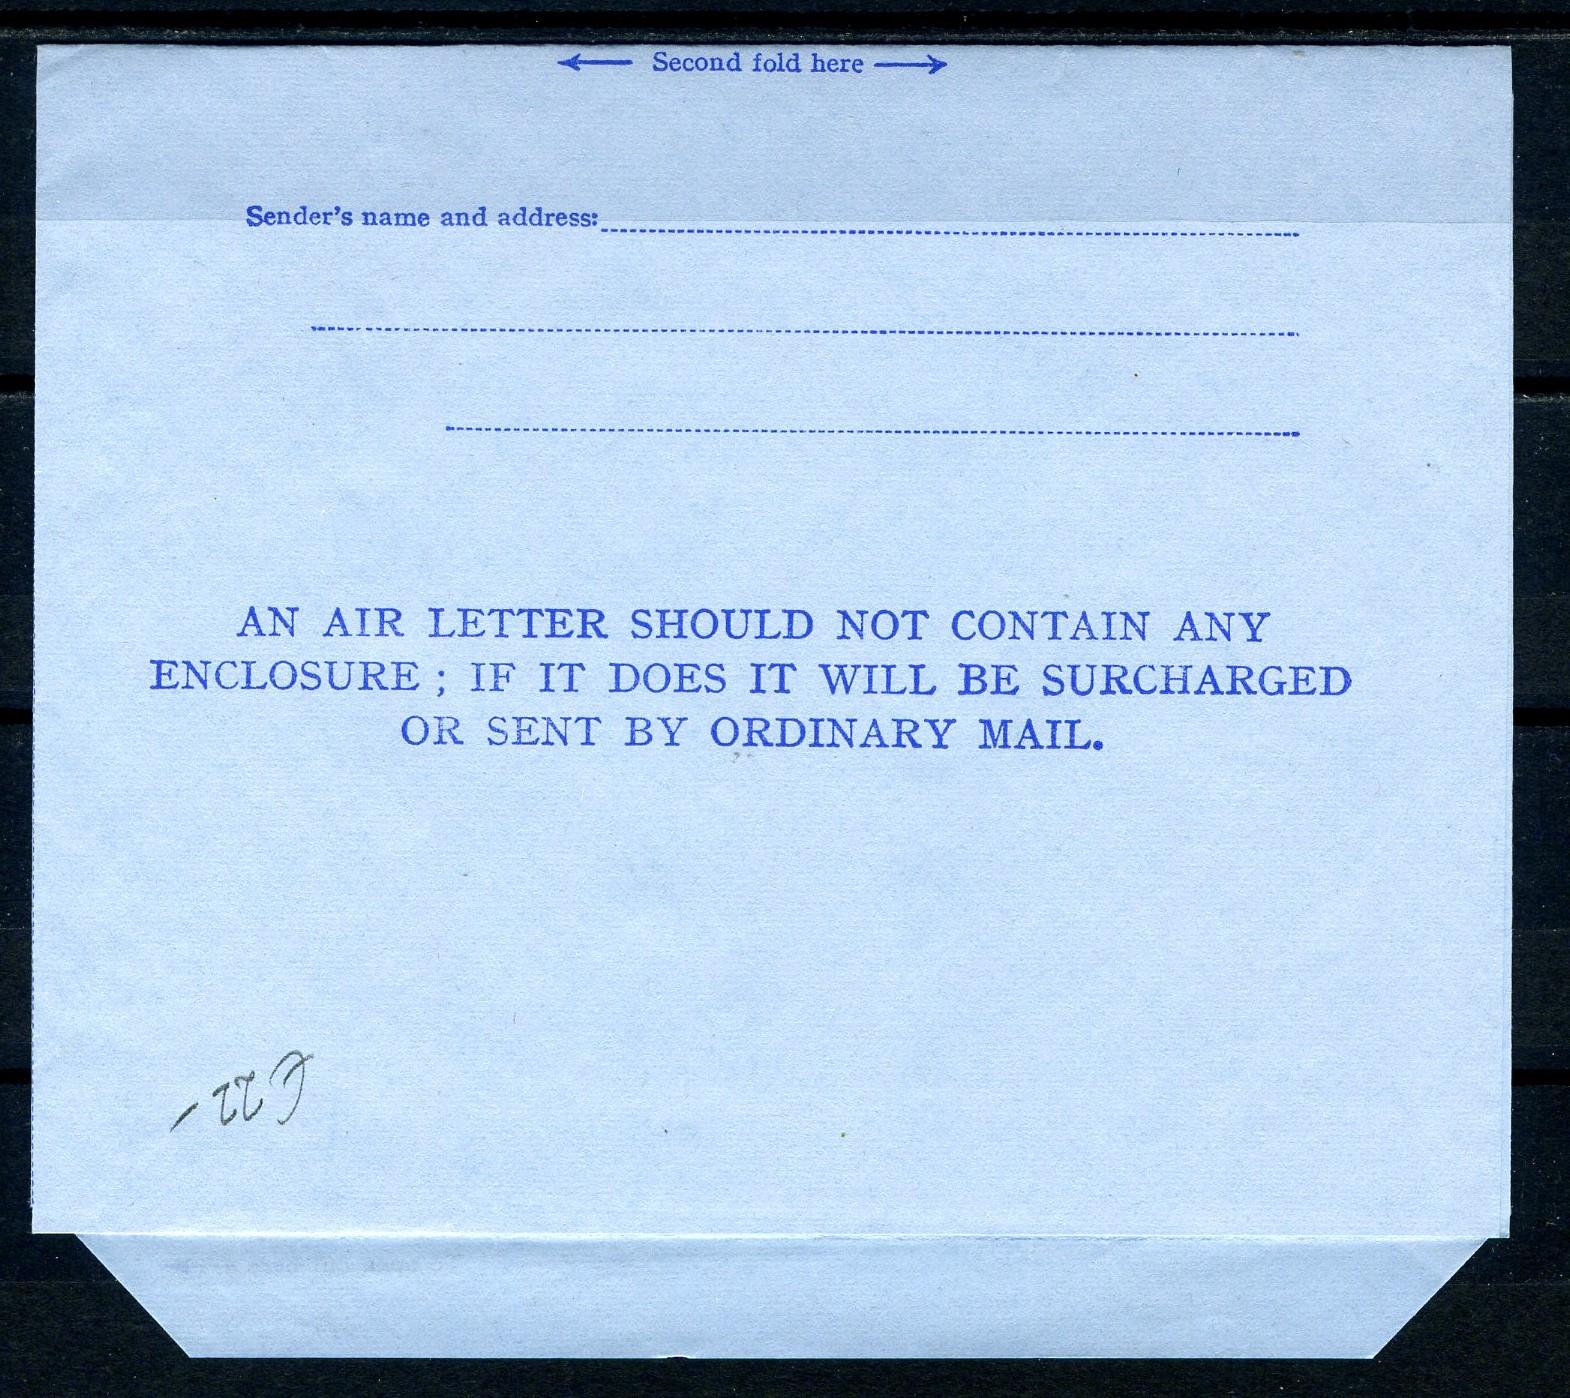 ← Second fold here →
Sender's name and address:
AN AIR LETTER SHOULD NOT CONTAIN ANY
ENCLOSURE ; IF IT DOES IT WILL BE SURCHARGED
OR SENT BY ORDINARY MAIL.
£22-